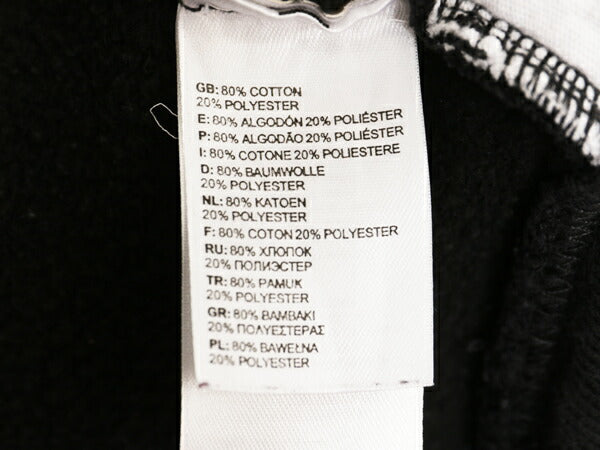 GB: 80% COTTON
20% POLYESTER
E: 80% ALGODÓN 20% POLIÉSTER
P: 80% ALGODÃO 20% POLIÉSTER
I: 80% COTONE 20% POLIESTERE
D: 80% BAUMWOLLE
20% POLYESTER
NL: 80% KATOEN
20% POLYESTER
F: 80% COTON 20% POLYESTER
RU: 80% ХЛОПОК
20% ПОЛИЭСТЕР
TR: 80% PAMUK
20% POLYESTER
GR: 80% ΒΑΜΒΑΚΙ
20% ΠΟΛΥΕΣΤΕΡΑΣ
PL: 80% BAWEŁNA
20% POLYESTER